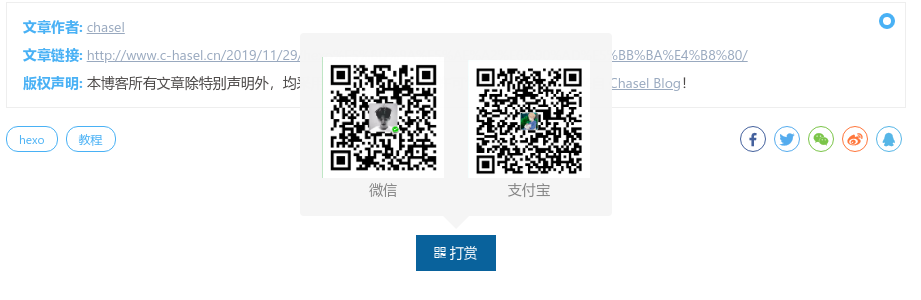 文章作者: chasel
文章链接: http://www.c-hasel.cn/2019/11/29/ %BB%BA%E4%B8%80/
版权声明: 本博客所有文章除特别声明外，均 Chasel Blog!
hexo 教程
微信 支付宝
打赏